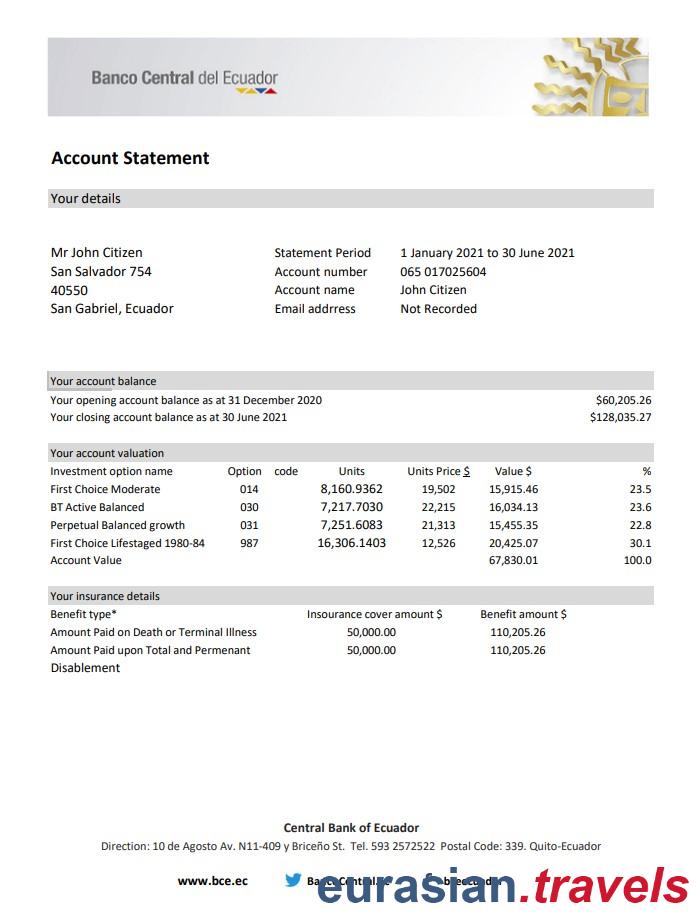 Banco Central del Ecuador
Account Statement
Your details
Mr John Citizen Statement Period 1 January 2021 to 30 June 2021
San Salvador 754 Account number 065 017025604
40550 Account name John Citizen
San Gabriel, Ecuador Email addrress Not Recorded
Your account balance
Your opening account balance as at 31 December 2020 $60,205.26
Your closing account balance as at 30 June 2021 $128,035.27
Your account valuation
Investment option name Option code Units Units Price $ Value $ %
First Choice Moderate 014 8,160.9362 19,502 15,915.46 23.5
BT Active Balanced 030 7,217.7030 22,215 16,034.13 23.6
Perpetual Balanced growth 031 7,251.6083 21,313 15,455.35 22.8
First Choice Lifestaged 1980-84 987 16,306.1403 12,526 20,425.07 30.1
Account Value 67,830.01 100.0
Your insurance details
Benefit type* Insourance cover amount $ Benefit amount $
Amount Paid on Death or Terminal Illness 50,000.00 110,205.26
Amount Paid upon Total and Permenant 50,000.00 110,205.26
Disablement
Central Bank of Ecuador
Direction: 10 de Agosto Av. N11-409 y Briceño St. Tel. 593 2572522 Postal Code: 339. Quito-Ecuador
www.bce.ec
eurasian.travels